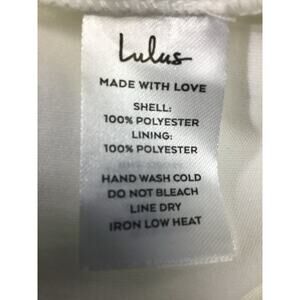 Lulus
MADE WITH LOVE
SHELL:
100% POLYESTER
LINING:
100% POLYESTER
HAND WASH COLD
DO NOT BLEACH
LINE DRY
IRON LOW HEAT